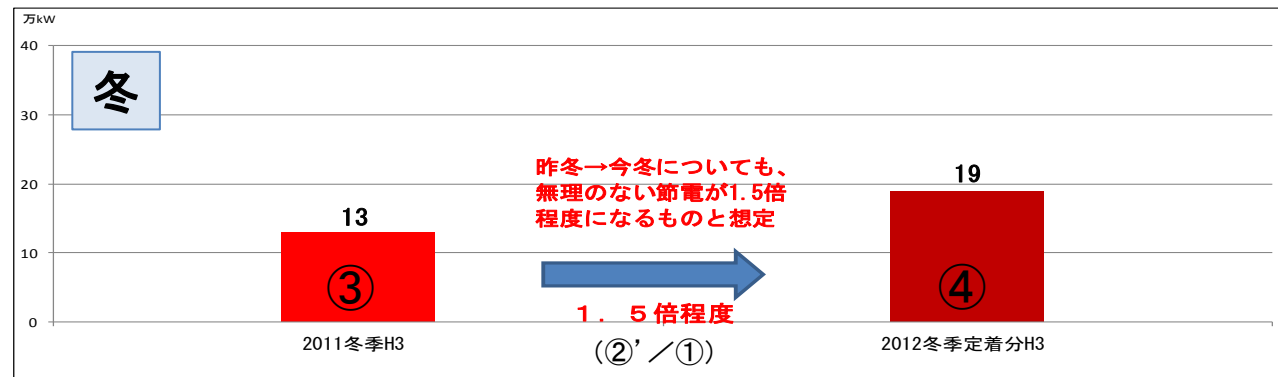 万kW
40
冬
30
昨冬→今冬についても、
無理のない節電が1.5倍
程度になるものと想定
20
19
13
10
③
④
1．5倍程度
0
2011冬季H3
(②’／①)
2012冬季定着分H3